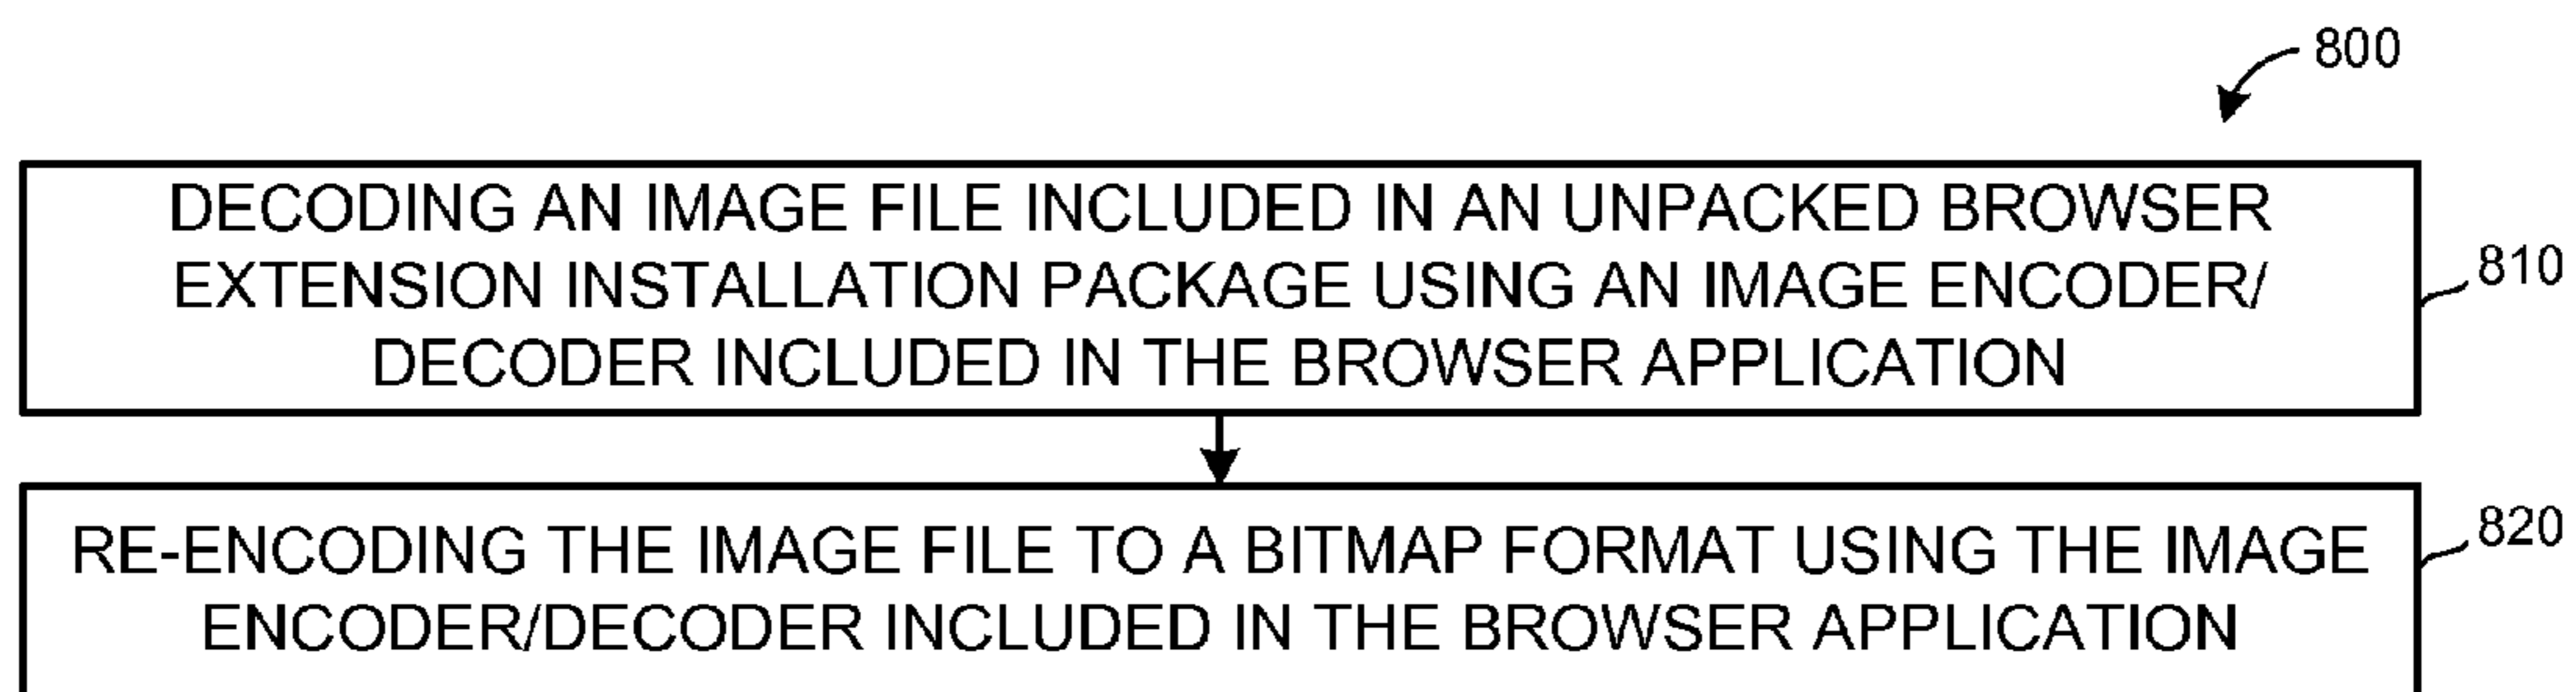 800
DECODING AN IMAGE FILE INCLUDED IN AN UNPACKED BROWSER
EXTENSION INSTALLATION PACKAGE USING AN IMAGE ENCODER/
DECODER INCLUDED IN THE BROWSER APPLICATION
810
RE-ENCODING THE IMAGE FILE TO A BITMAP FORMAT USING THE IMAGE
ENCODER/DECODER INCLUDED IN THE BROWSER APPLICATION
820